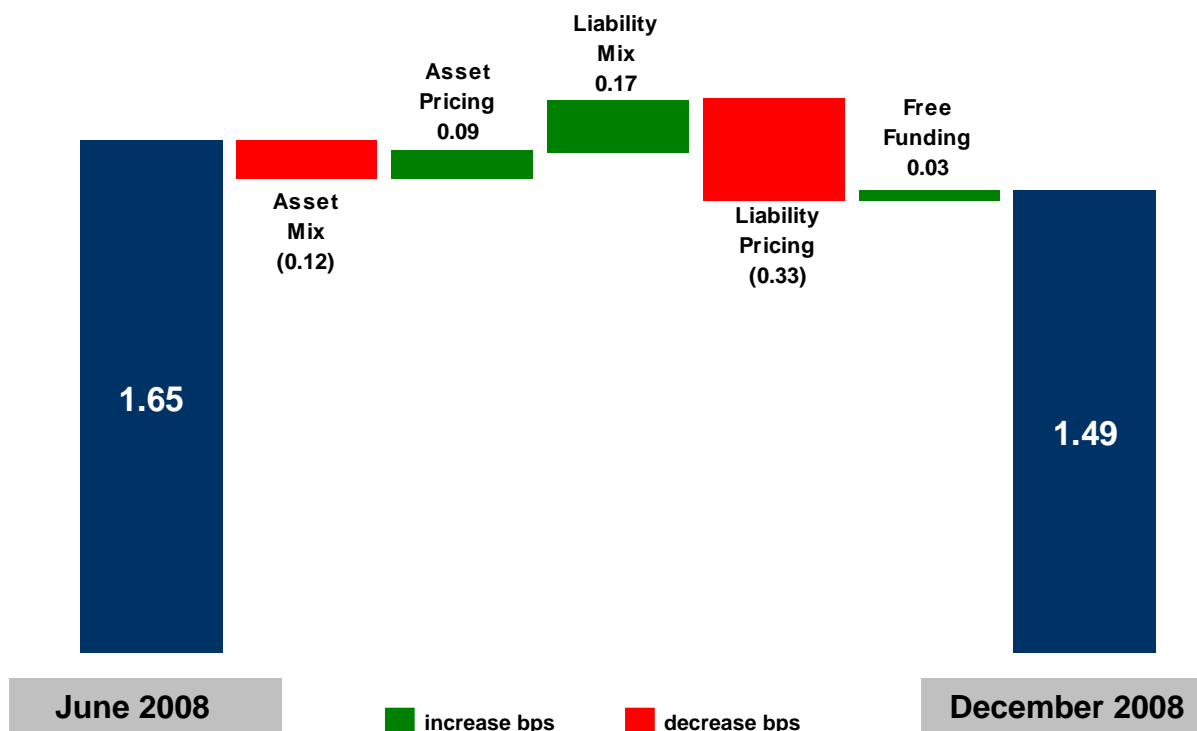 Liability
Mix
0.17
Asset
Pricing
0.09
Free
Funding
0.03
Asset
Mix
(0.12)
Liability
Pricing
(0.33)
1.65
1.49
June 2008
increase bps
decrease bps
December 2008